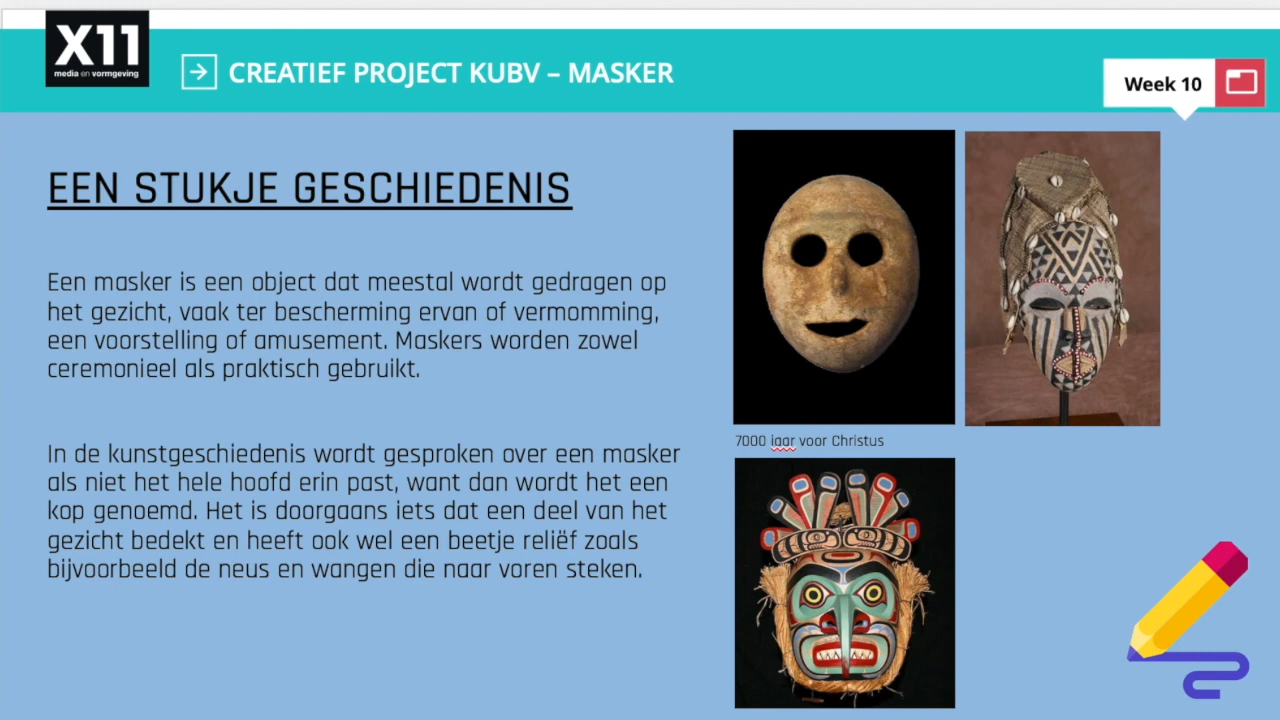 X11
media en vormgeving
CREATIEF PROJECT KUBV – MASKER
Week 10
EEN STUKJE GESCHIEDENIS
Een masker is een object dat meestal wordt gedragen op
het gezicht, vaak ter bescherming ervan of vermomming,
een voorstelling of amusement. Maskers worden zowel
ceremonieel als praktisch gebruikt.
In de kunstgeschiedenis wordt gesproken over een masker
als niet het hele hoofd erin past, want dan wordt het een
kop genoemd. Het is doorgaans iets dat een deel van het
gezicht bedekt en heeft ook wel een beetje reliëf zoals
bijvoorbeeld de neus en wangen die naar voren steken.
7000 jaar voor Christus